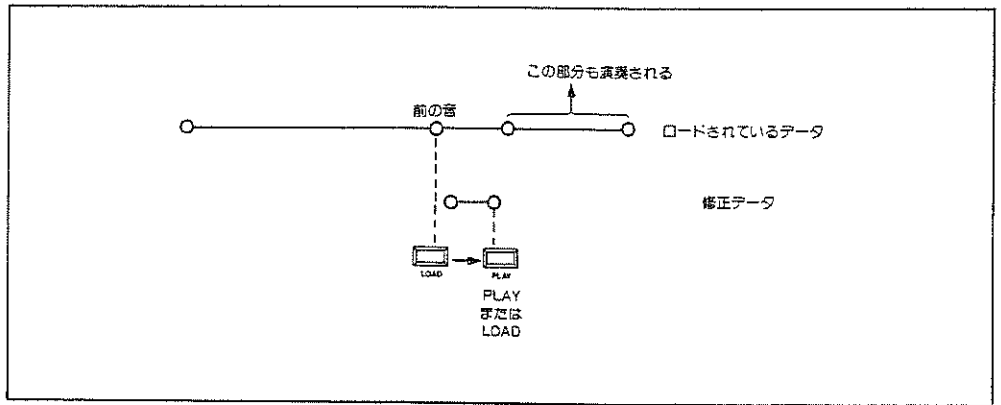 この部分も演奏される
前の音
ロードされているデータ
修正データ
LOAD
PLAY
PLAY
または
LOAD